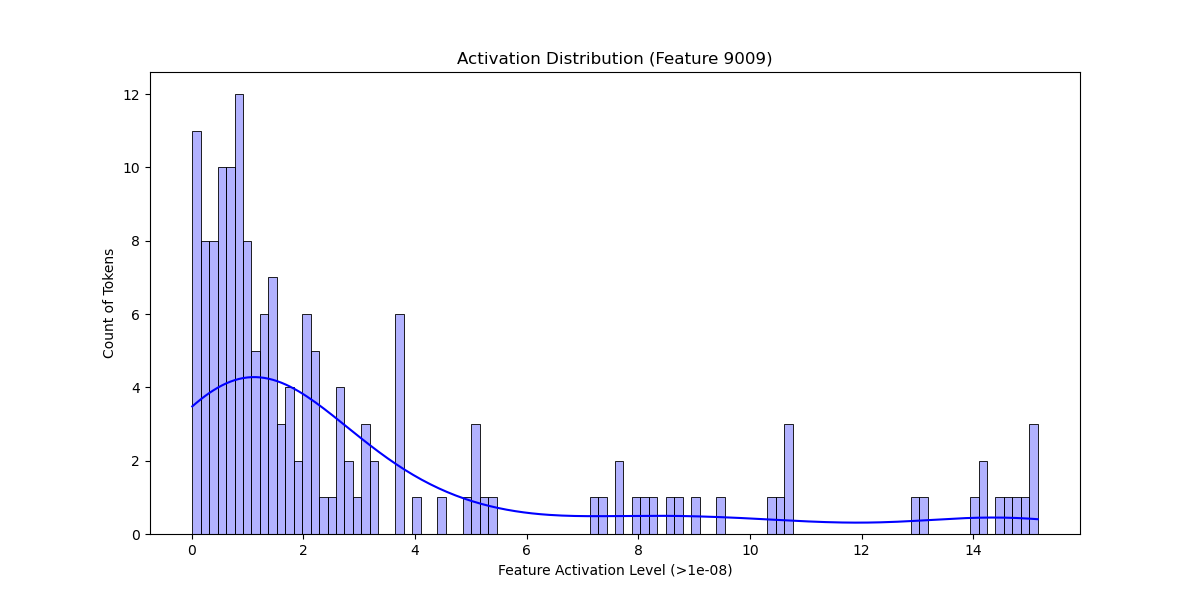 Activation Distribution (Feature 9009)
12
10
8
6
4
2
0
Count of Tokens
0 2 4 6 8 10 12 14
Feature Activation Level (>1e-08)